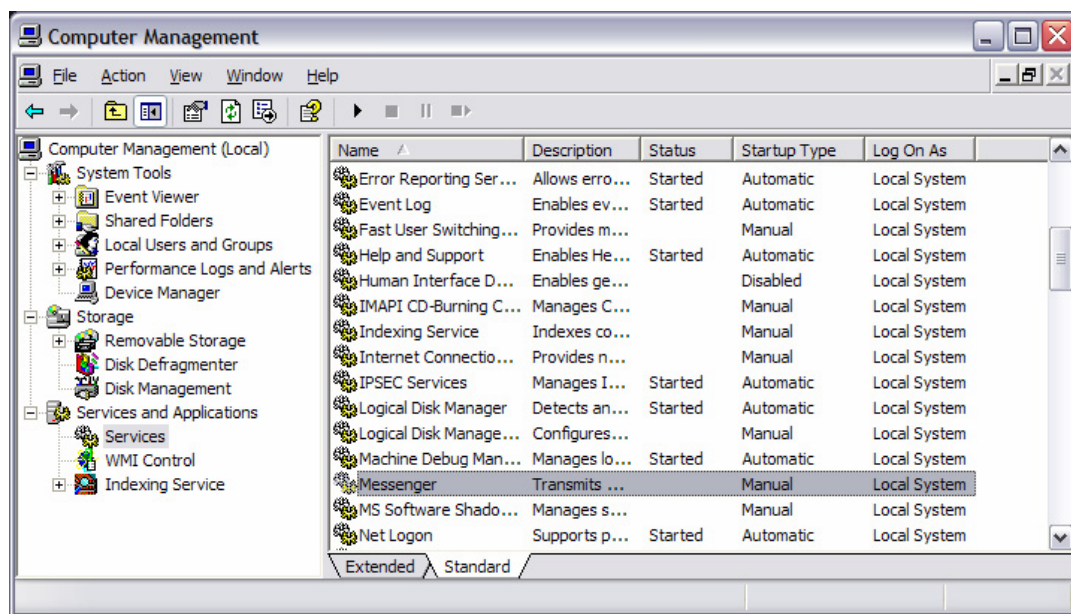 Computer Management
File Action View Window Help
Computer Management (Local)
System Tools
Event Viewer
Shared Folders
Local Users and Groups
Performance Logs and Alerts
Device Manager
Storage
Removable Storage
Disk Defragmenter
Disk Management
Services and Applications
Services
WMI Control
Indexing Service
Name Description Status Startup Type Log On As
Error Reporting Ser... Allows erro... Started Automatic Local System
Event Log Enables ev... Started Automatic Local System
Fast User Switching... Provides m... Manual Local System
Help and Support Enables He... Started Automatic Local System
Human Interface D... Enables ge... Disabled Local System
IMAPI CD-Burning C... Manages C... Manual Local System
Indexing Service Indexes co... Manual Local System
Internet Connectio... Provides n... Manual Local System
IPSEC Services Manages I... Started Automatic Local System
Logical Disk Manager Detects an... Started Automatic Local System
Logical Disk Manage... Configures... Manual Local System
Machine Debug Man... Manages lo... Started Automatic Local System
Messenger Transmits ... Manual Local System
MS Software Shado... Manages s... Manual Local System
Net Logon Supports p... Started Automatic Local System
Extended Standard